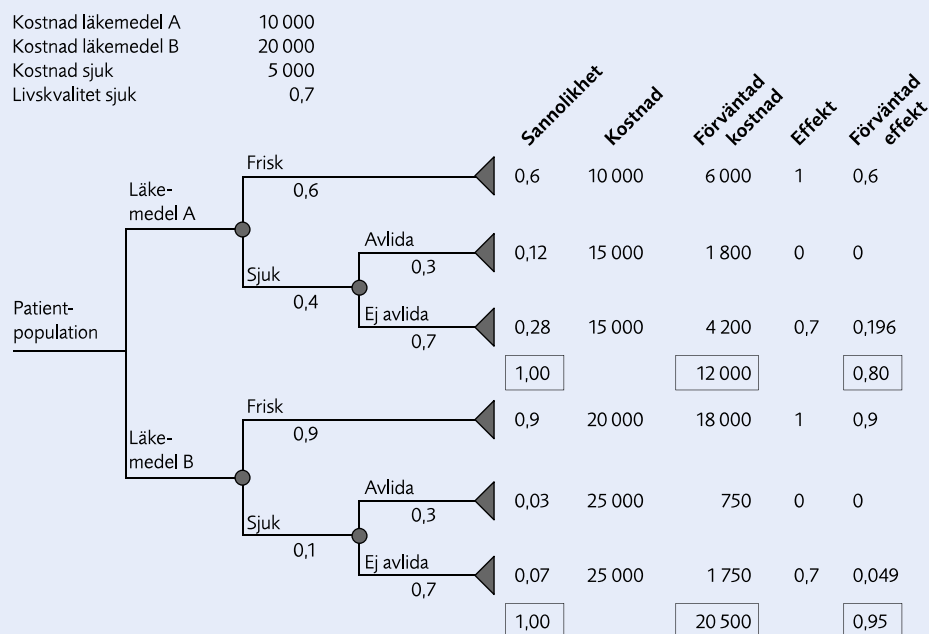 Kostnad läkemedel A 10 000
Kostnad läkemedel B 20 000
Kostnad sjuk 5 000
Livskvalitet sjuk 0,7
Sannolikhet Kostnad Förväntad kostnad Effekt Förväntad effekt
Frisk
0,6
0,6 10 000 6 000 1 0,6
Läke-
medel A
Avlida
0,3
0,12 15 000 1 800 0 0
Sjuk
0,4
Ej avlida
0,7
0,28 15 000 4 200 0,7 0,196
1,00 12 000 0,80
Patient-
population
Frisk
0,9
0,9 20 000 18 000 1 0,9
Läke-
medel B
Avlida
0,3
0,03 25 000 750 0 0
Sjuk
0,1
Ej avlida
0,7
0,07 25 000 1 750 0,7 0,049
1,00 20 500 0,95